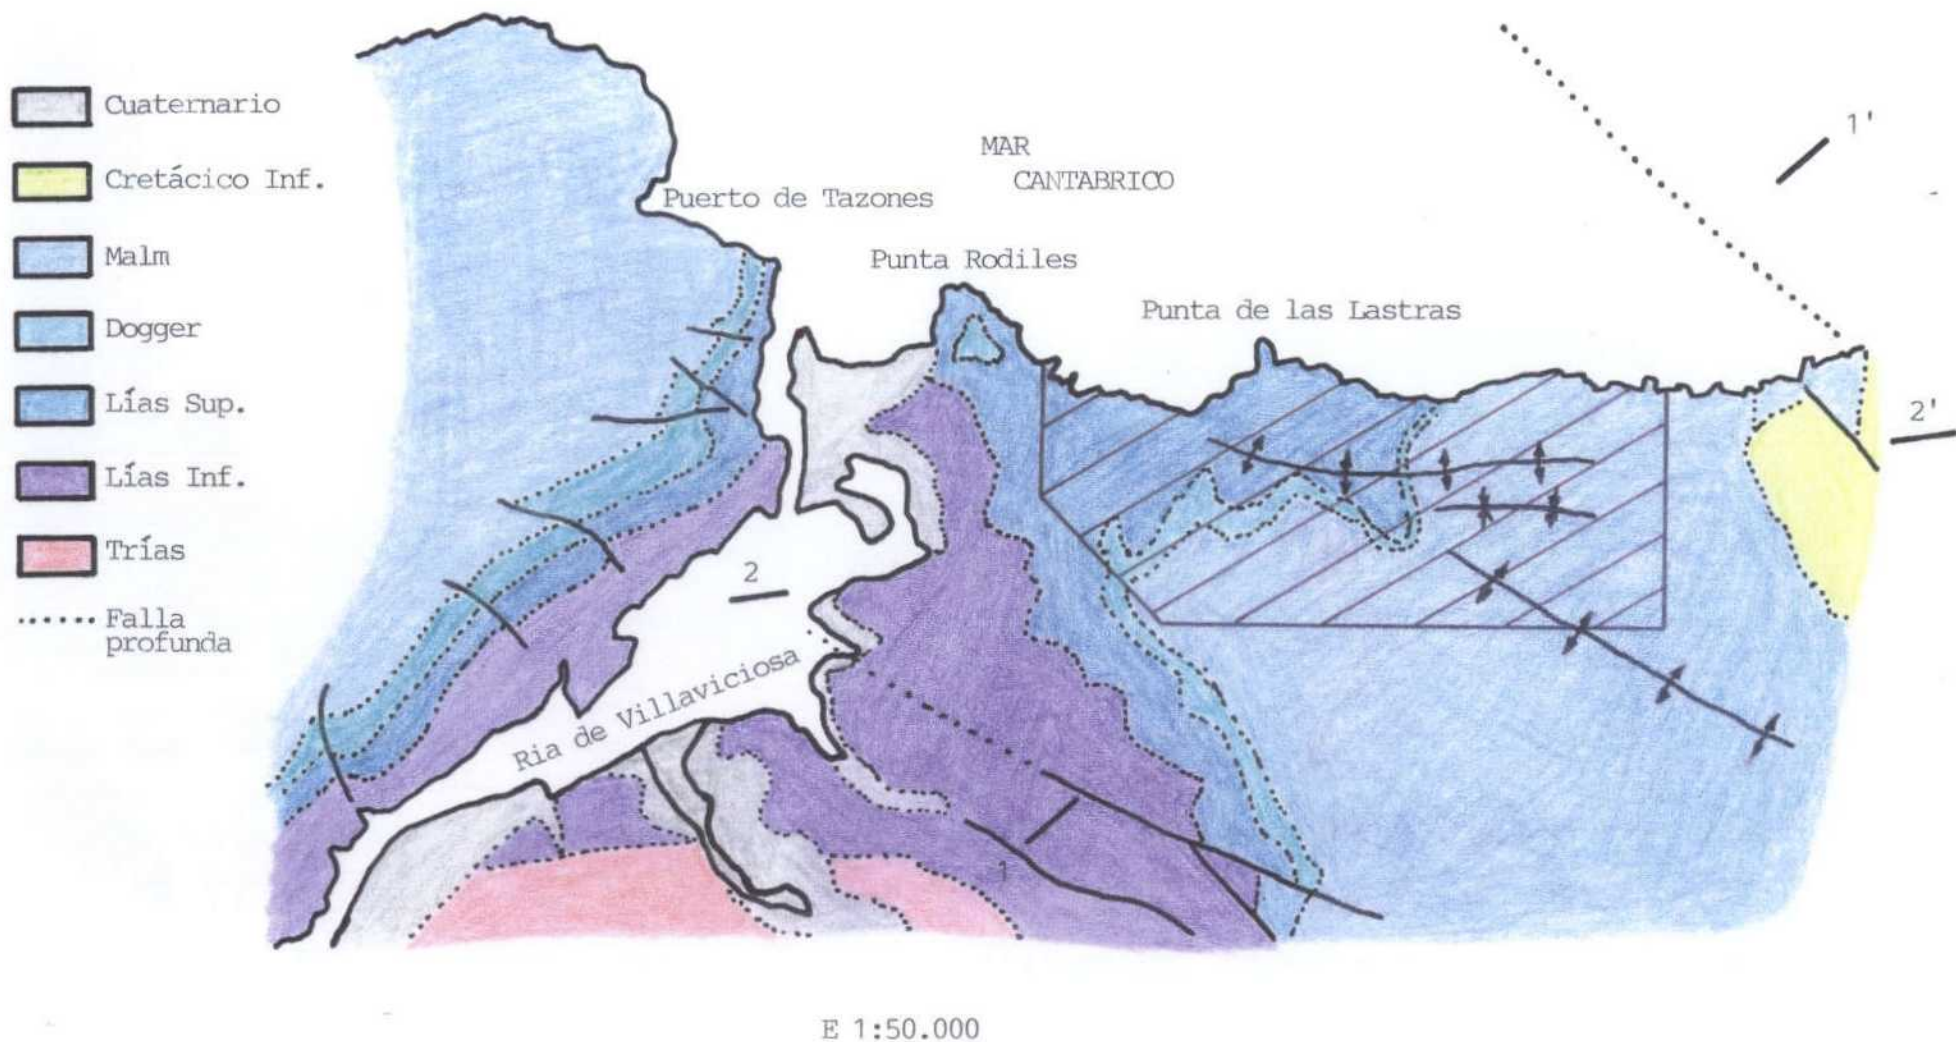 Cuaternario
Cretácico Inf.
Malm
Dogger
Lías Sup.
Lías Inf.
Trías
Falla
profunda
MAR
CANTABRICO
Puerto de Tazones
Punta Rodiles
Punta de las Lastras
1'
2'
2
Ria de Villaviciosa
1
E 1:50.000